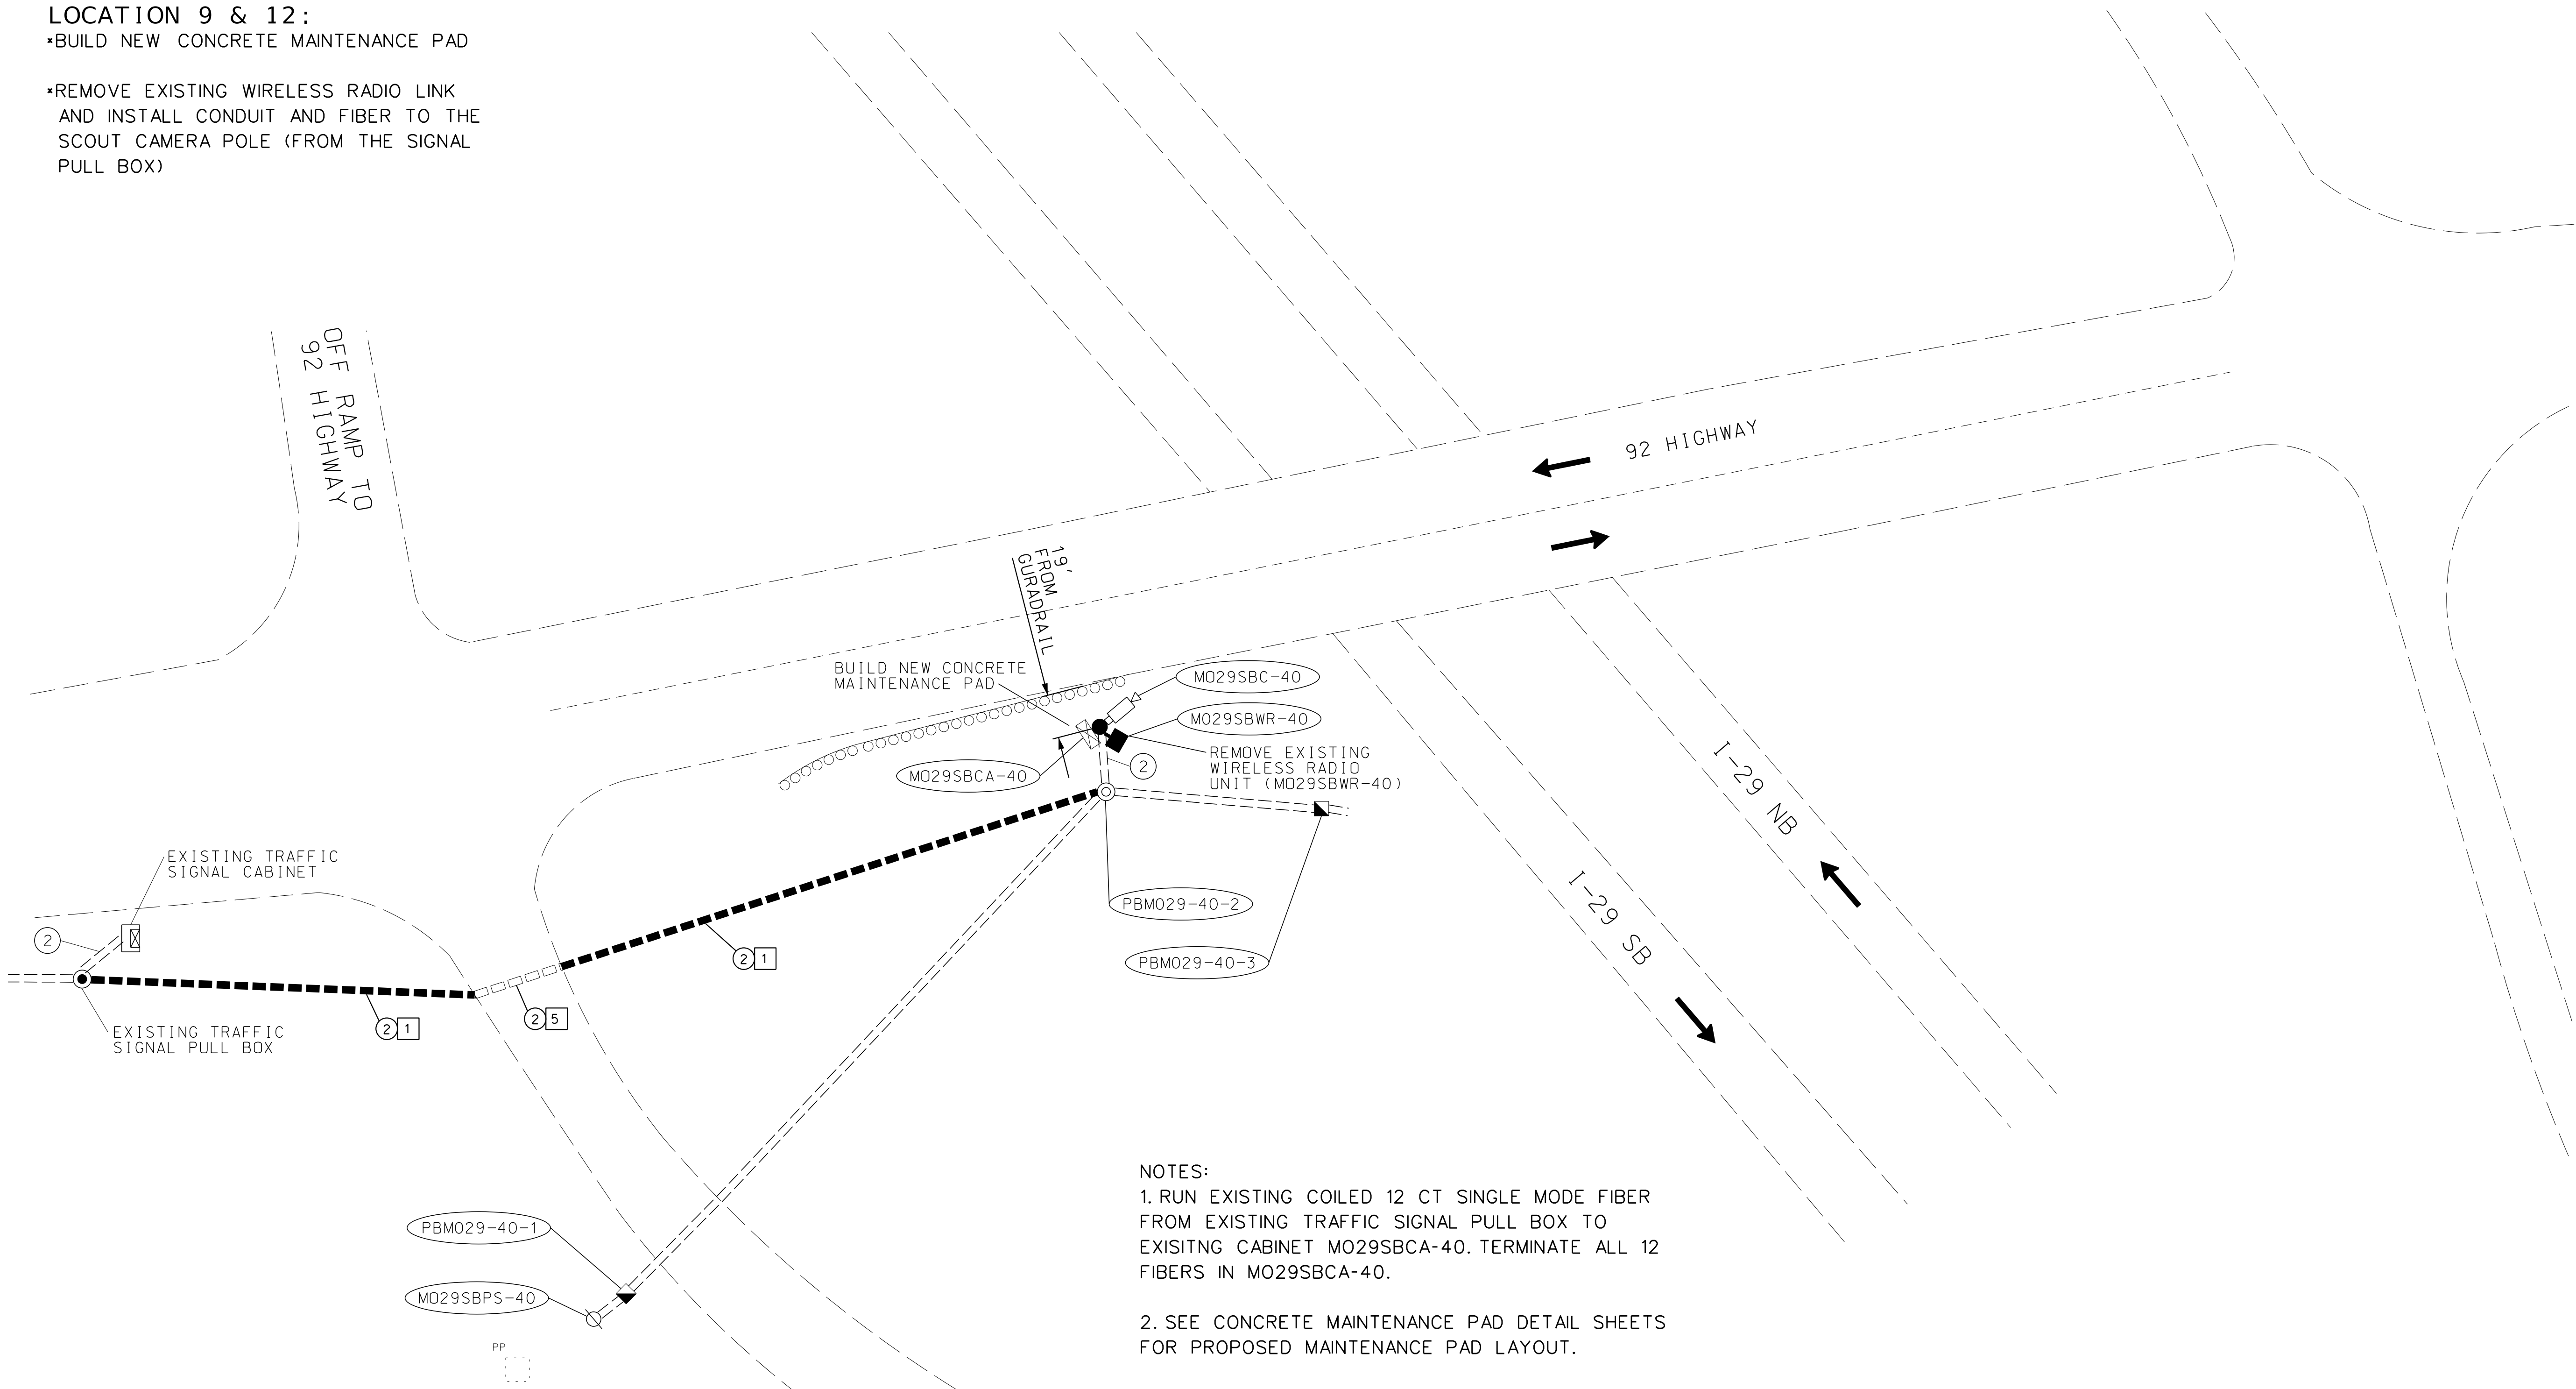 LOCATION 9 & 12:
*BUILD NEW CONCRETE MAINTENANCE PAD
*REMOVE EXISTING WIRELESS RADIO LINK
AND INSTALL CONDUIT AND FIBER TO THE
SCOUT CAMERA POLE (FROM THE SIGNAL
PULL BOX)
OFF RAMP TO
92 HIGHWAY
92 HIGHWAY
19'
FROM
GURADRAIL
BUILD NEW CONCRETE
MAINTENANCE PAD
MO29SBC-40
MO29SBWR-40
REMOVE EXISTING
WIRELESS RADIO
UNIT (MO29SBWR-40)
MO29SBCA-40
2
I-29 NB
I-29 SB
EXISTING TRAFFIC
SIGNAL CABINET
2
PBMO29-40-2
2 1
PBMO29-40-3
2 5
2 1
EXISTING TRAFFIC
SIGNAL PULL BOX
PBMO29-40-1
MO29SBPS-40
PP
NOTES:
1. RUN EXISTING COILED 12 CT SINGLE MODE FIBER
FROM EXISTING TRAFFIC SIGNAL PULL BOX TO
EXISITNG CABINET MO29SBCA-40. TERMINATE ALL 12
FIBERS IN MO29SBCA-40.
2. SEE CONCRETE MAINTENANCE PAD DETAIL SHEETS
FOR PROPOSED MAINTENANCE PAD LAYOUT.